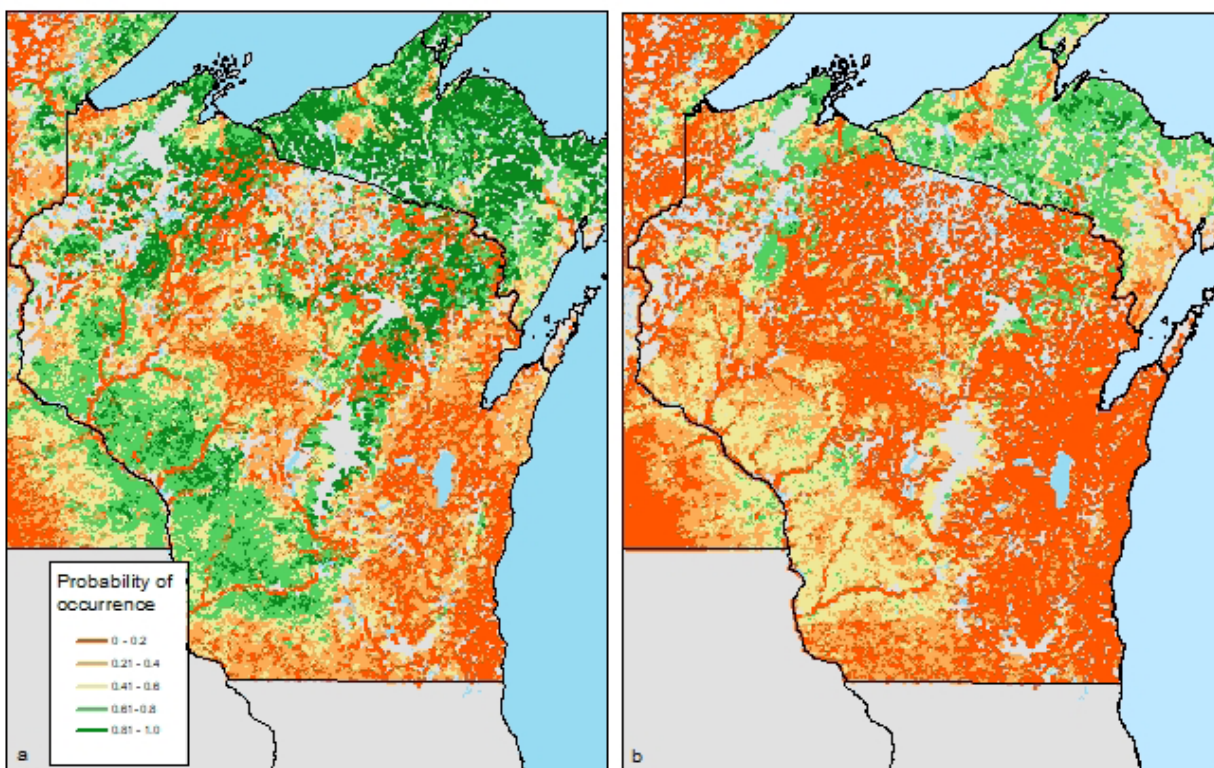 Probability of
occurrence
0 - 0.2
0.21 - 0.4
0.41 - 0.6
0.61 - 0.8
0.81 - 1.0
a
b